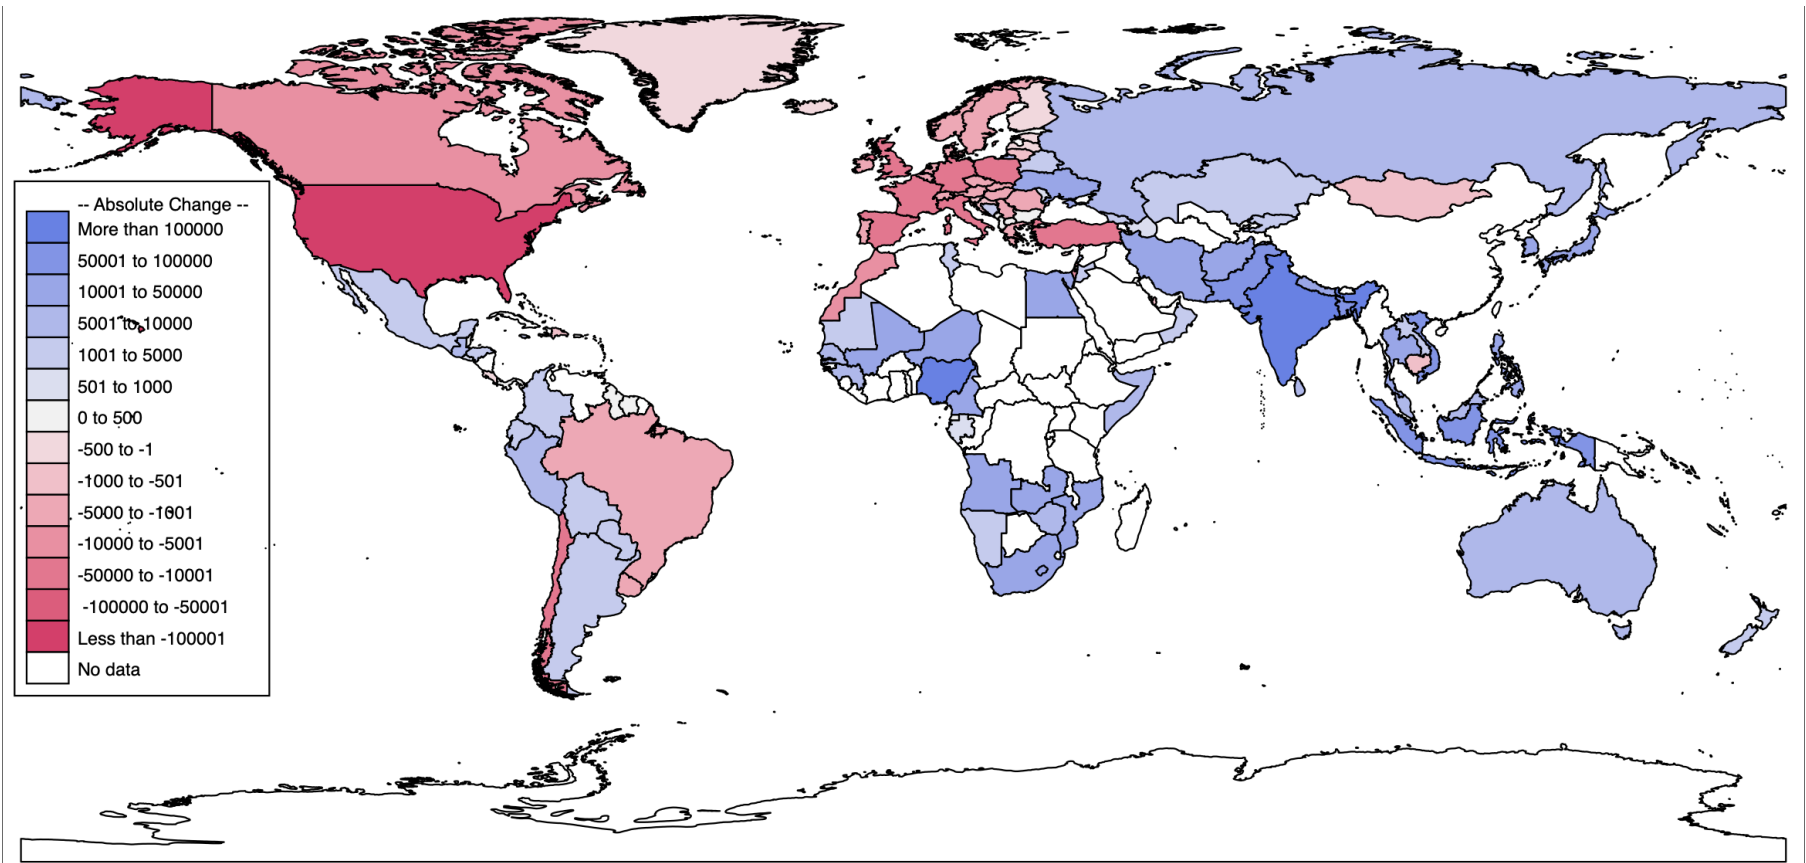 -- Absolute Change --
More than 100000
50001 to 100000
10001 to 50000
5001 to 10000
1001 to 5000
501 to 1000
0 to 500
-500 to -1
-1000 to -501
-5000 to -1001
-10000 to -5001
-50000 to -10001
-100000 to -50001
Less than -100001
No data